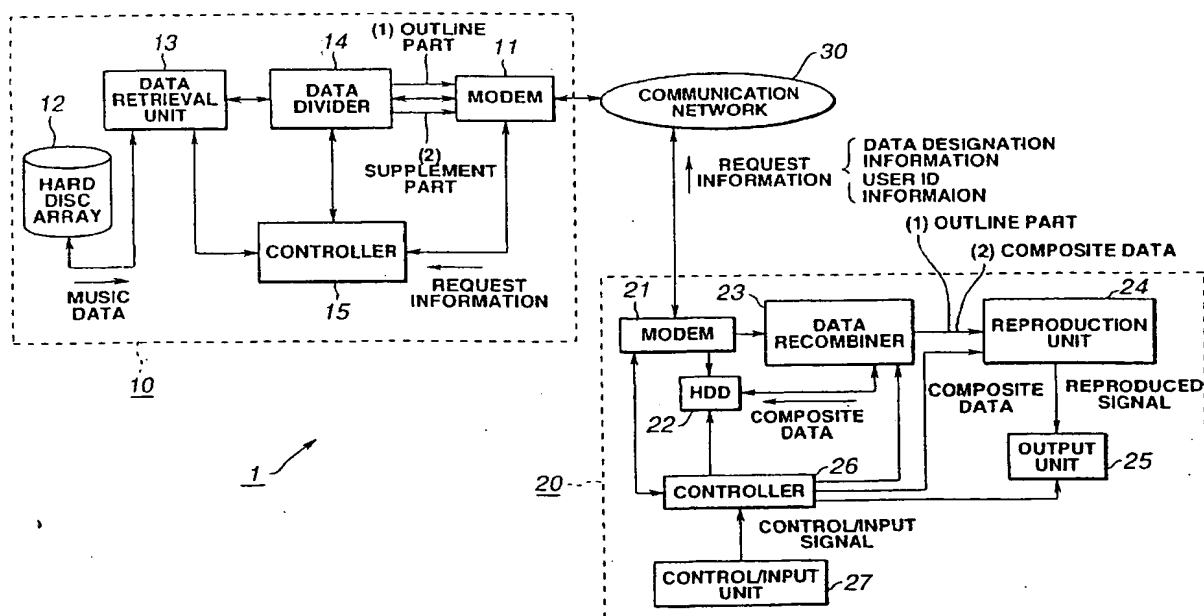 13
DATA
RETRIEVAL
UNIT
14
DATA
DIVIDER
(1) OUTLINE
PART
11
MODEM
(2)
SUPPLEMENT
PART
12
HARD
DISC
ARRAY
MUSIC
DATA
CONTROLLER
15
REQUEST
INFORMATION
10
1
30
COMMUNICATION
NETWORK
REQUEST
INFORMATION
DATA DESIGNATION
INFORMATION
USER ID
INFORMAION
(1) OUTLINE PART
(2) COMPOSITE DATA
21
MODEM
23
DATA
RECOMBINER
24
REPRODUCTION
UNIT
HDD
22
COMPOSITE
DATA
COMPOSITE
DATA
REPRODUCED
SIGNAL
OUTPUT
UNIT
25
20
26
CONTROLLER
CONTROL/INPUT
SIGNAL
CONTROL/INPUT
UNIT
27